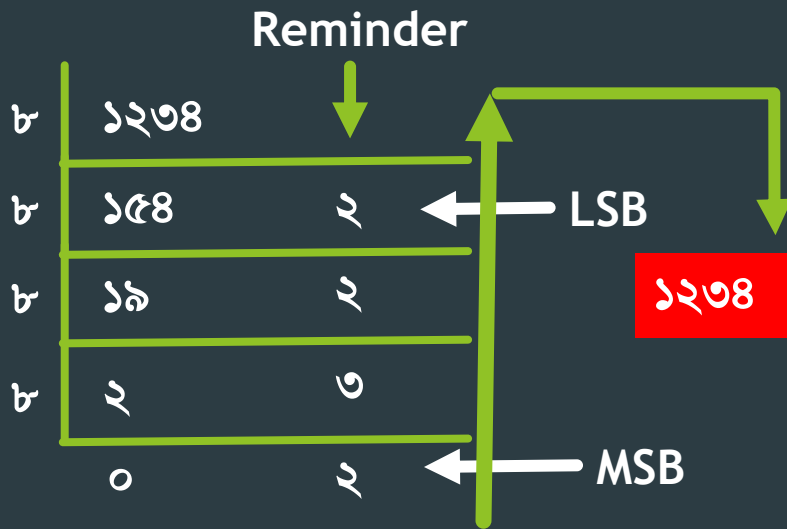 Reminder
৮ ১২৩৪
৮ ১৫৪ ২ LSB
৮ ১৯ ২
১২৩৪
৮ ২ ৩
০ ২ MSB